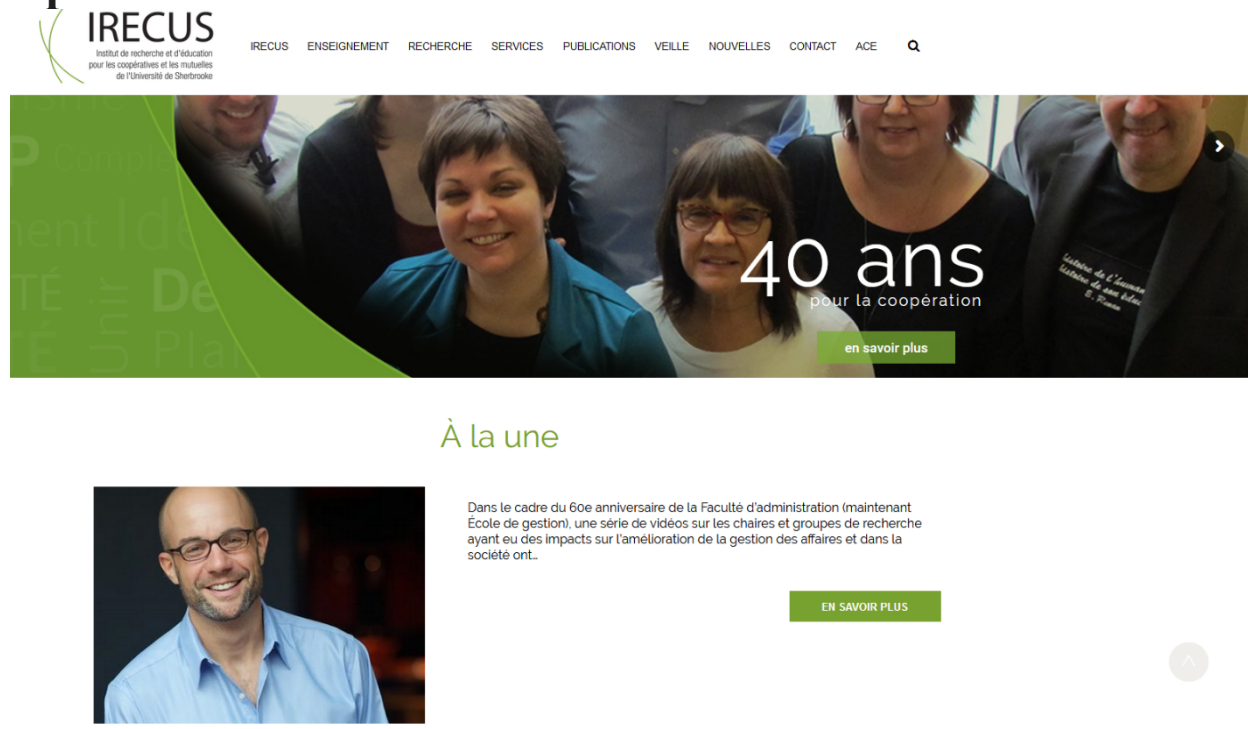 IRECUS
Institut de recherche et d'éducation
pour les coopératives et les mutuelles
de l'Université de Sherbrooke
IRECUS ENSEIGNEMENT RECHERCHE SERVICES PUBLICATIONS VEILLE NOUVELLES CONTACT ACE
40 ans
pour la coopération
en savoir plus
À la une
Dans le cadre du 60e anniversaire de la Faculté d'administration (maintenant
École de gestion), une série de vidéos sur les chaires et groupes de recherche
ayant eu des impacts sur l'amélioration de la gestion des affaires et dans la
société ont…
EN SAVOIR PLUS